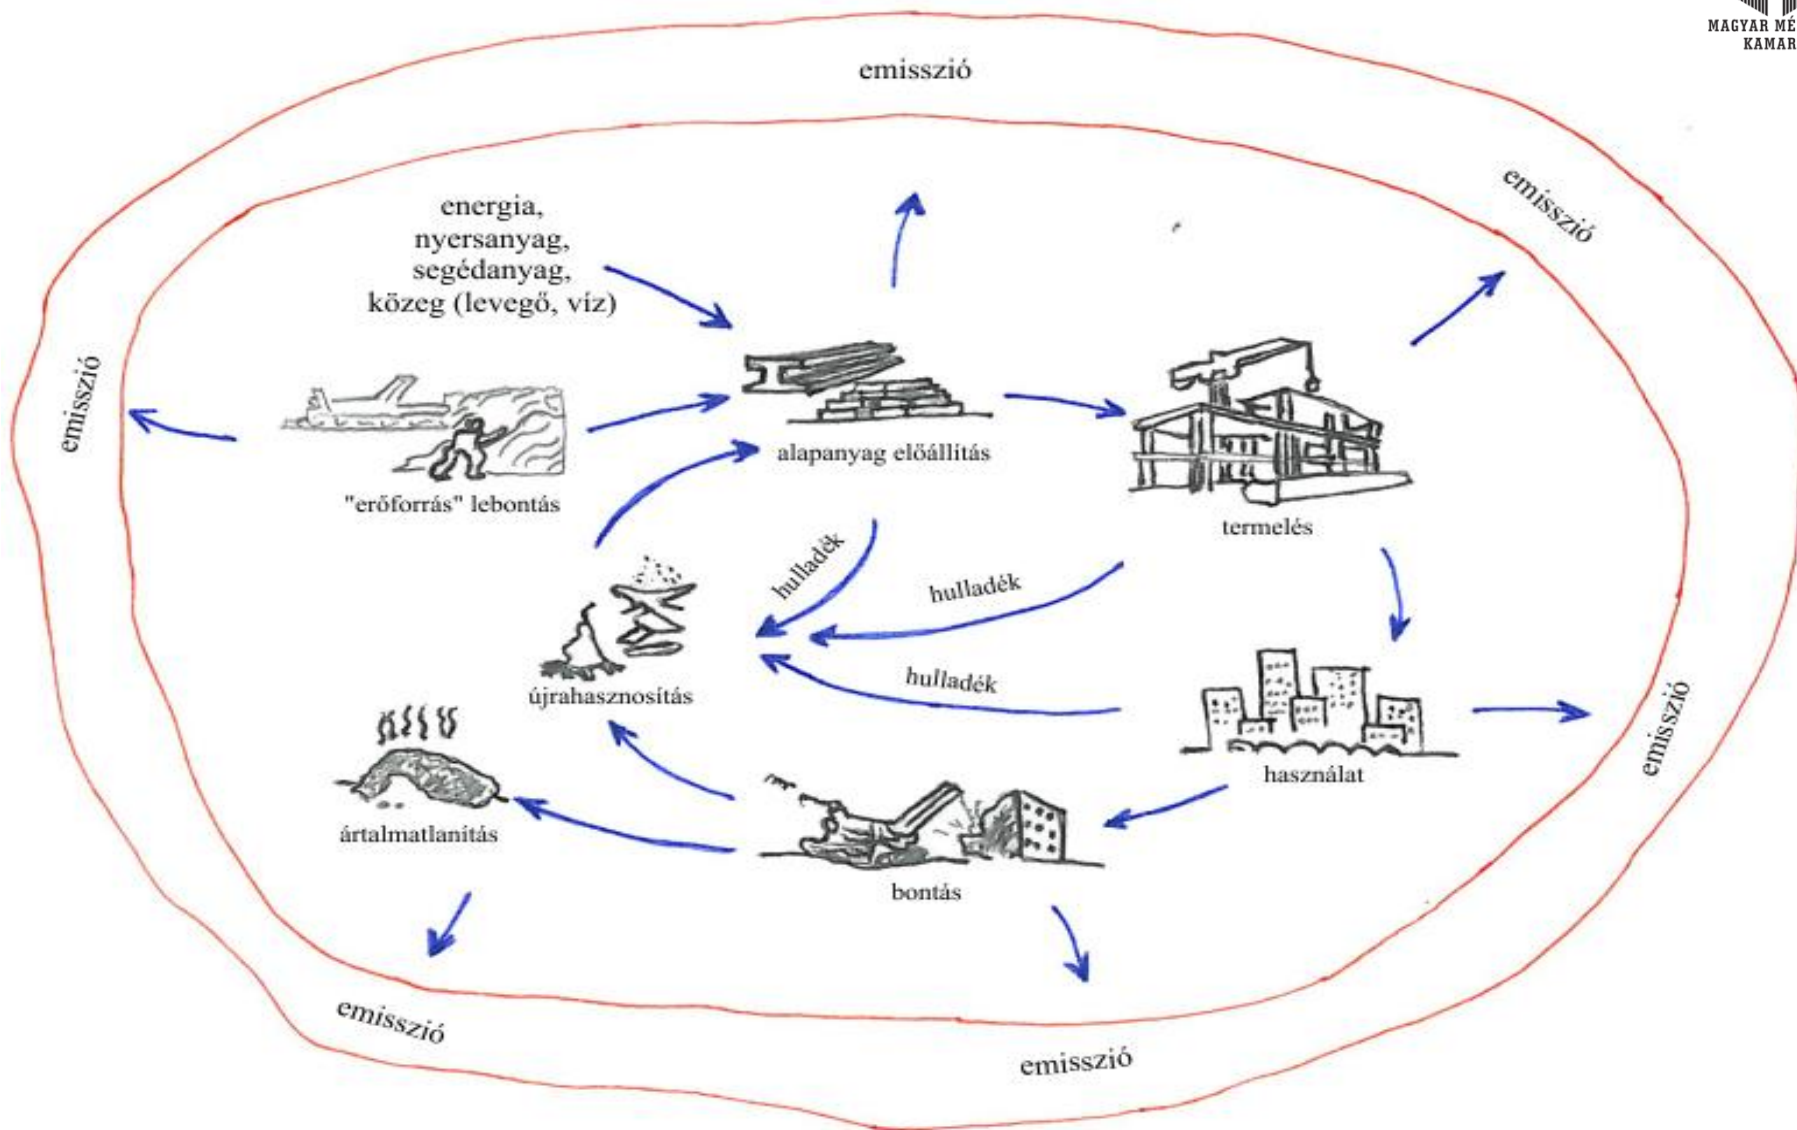 MAGYAR MÉ
KAMAR
emisszió
emisszió
energia,
nyersanyag,
segédanyag,
közeg (levegő, víz)
emisszió
alapanyag előállítás
"erőforrás" lebontás
termelés
hulladék
hulladék
hulladék
újrahasznosítás
emisszió
használat
ártalmatlanítás
bontás
emisszió
emisszió